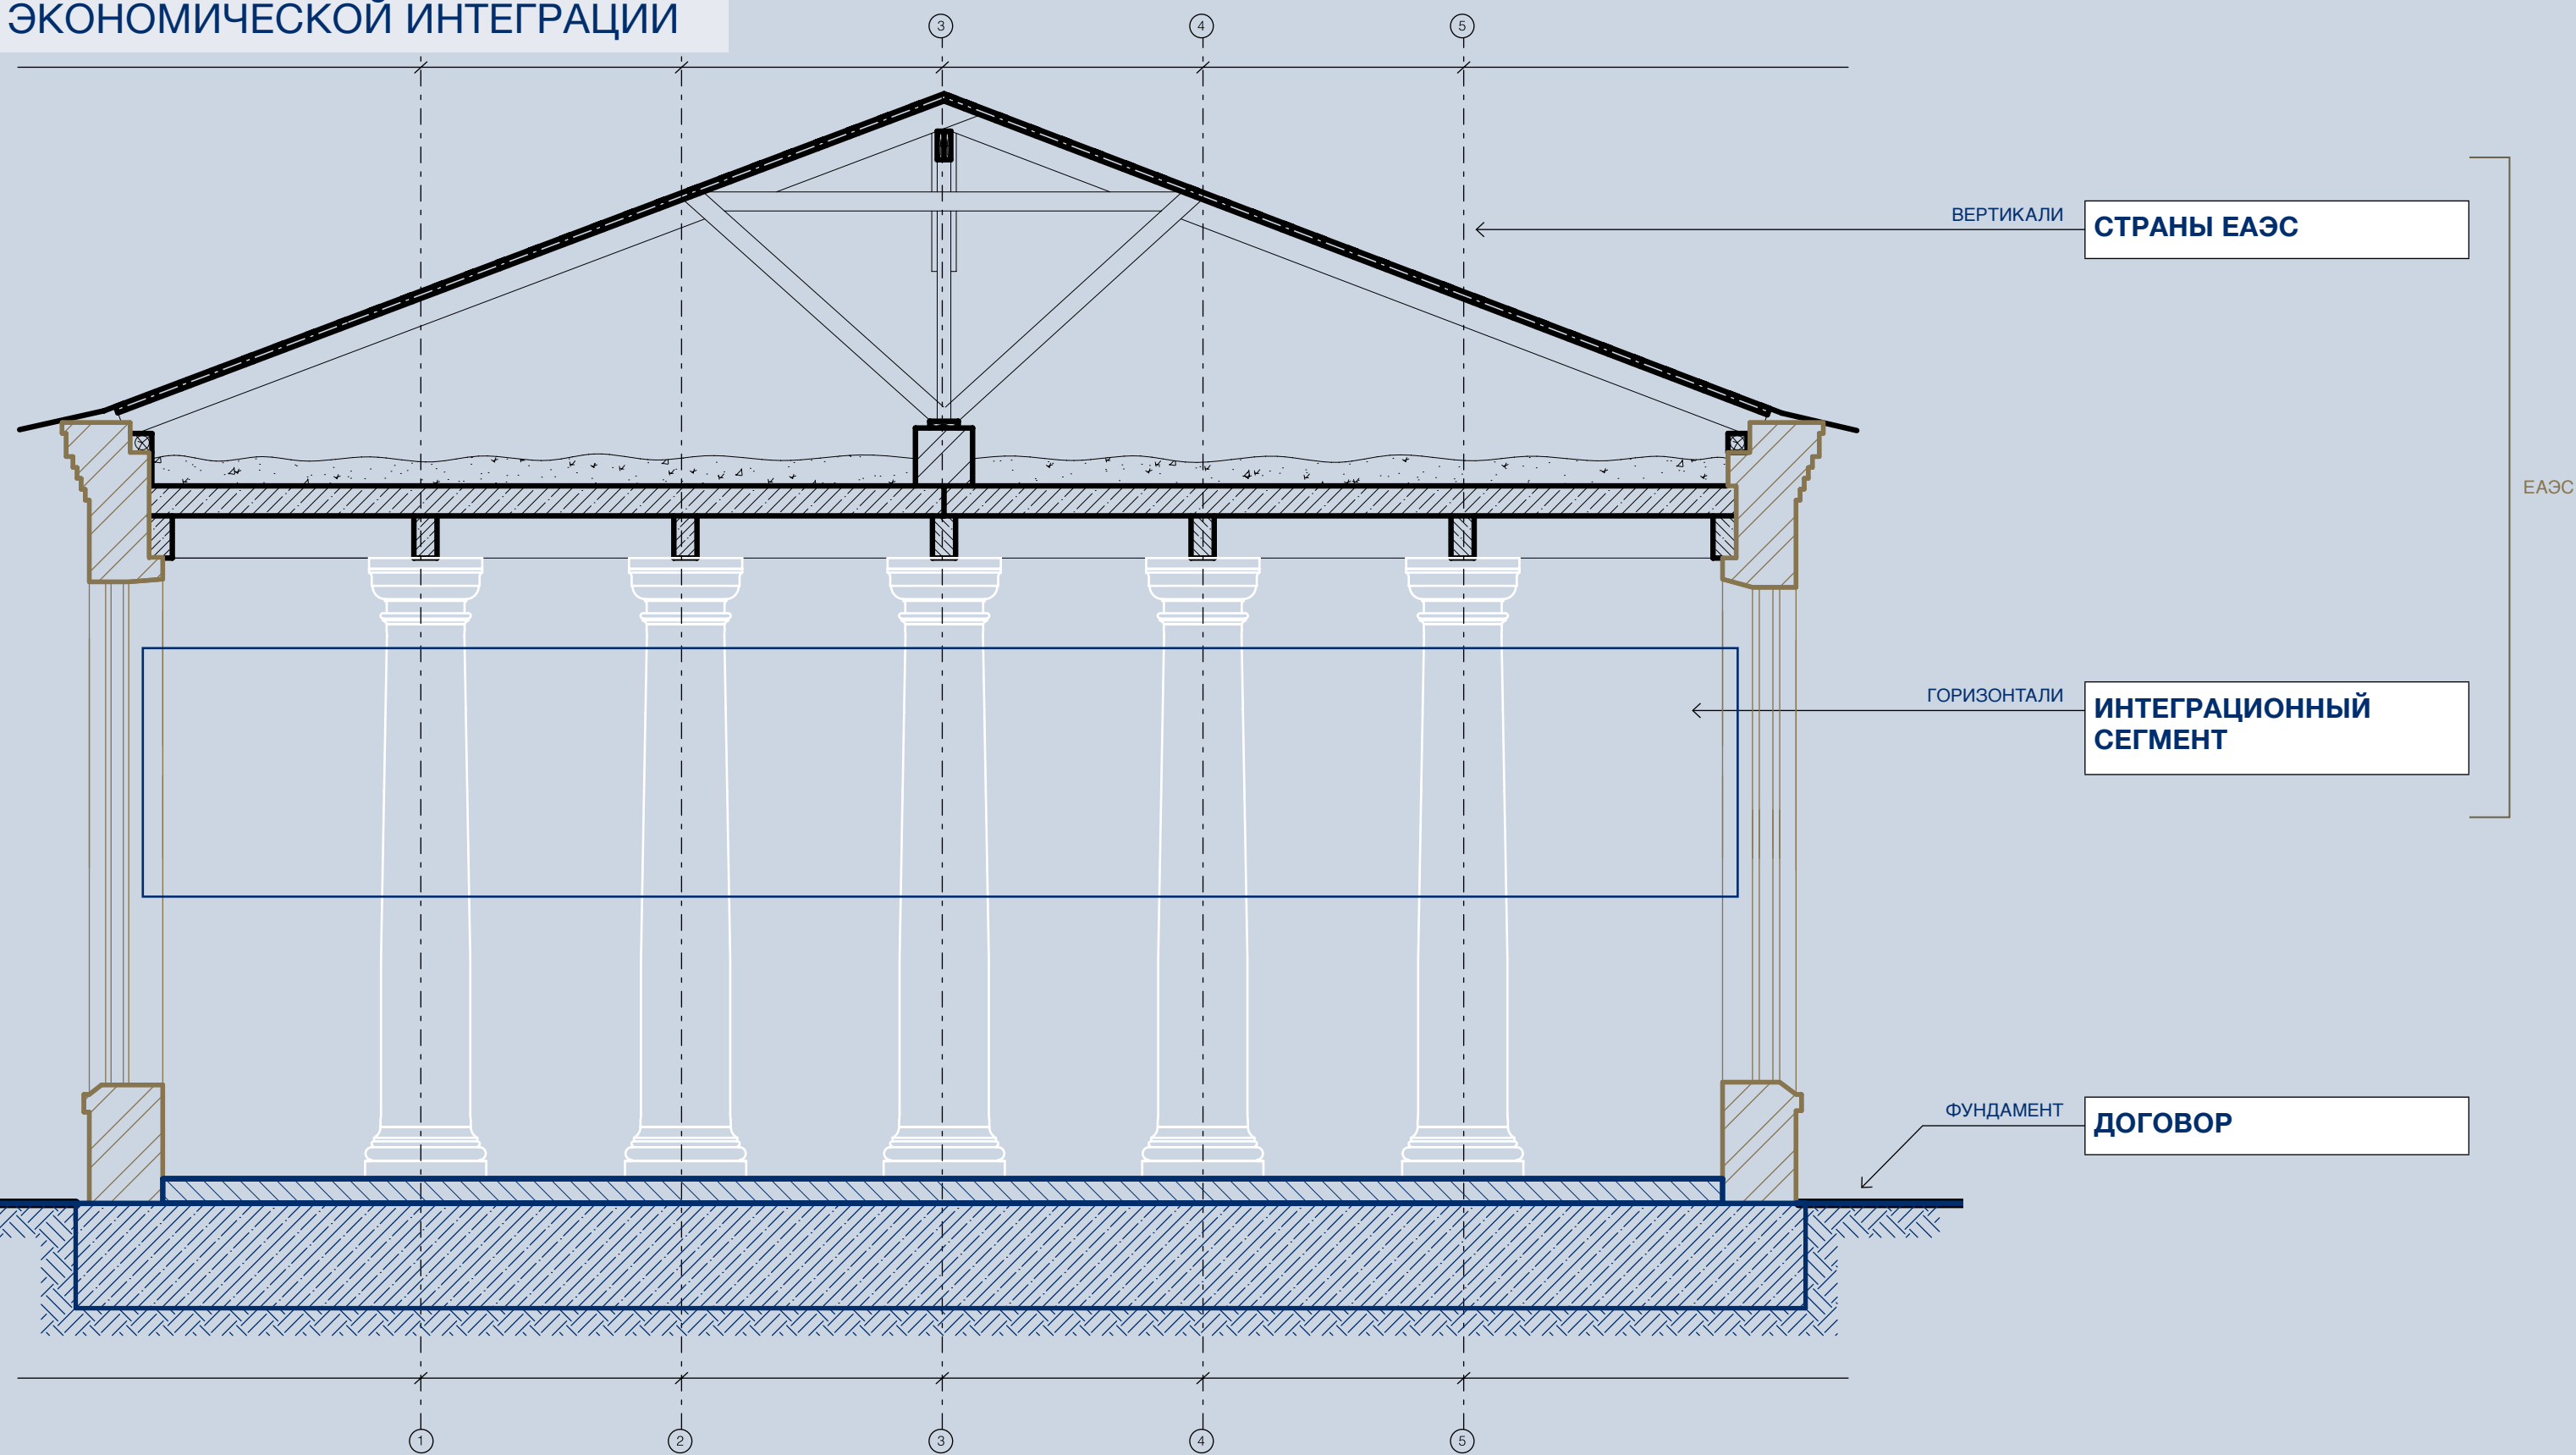 ЭКОНОМИЧЕСКОЙ ИНТЕГРАЦИИ
3
4
5
ВЕРТИКАЛИ
СТРАНЫ ЕАЭС
ЕАЭС
ГОРИЗОНТАЛИ
ИНТЕГРАЦИОННЫЙ
СЕГМЕНТ
ФУНДАМЕНТ
ДОГОВОР
1
2
3
4
5